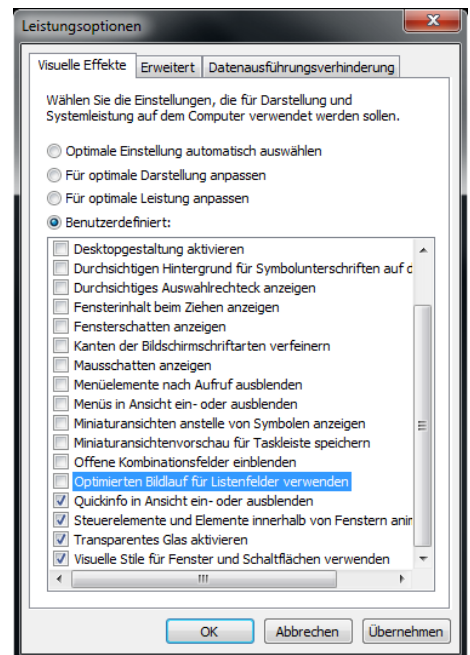 Leistungsoptionen
Visuelle Effekte Erweitert Datenausführungsverhinderung
Wählen Sie die Einstellungen, die für Darstellung und
Systemleistung auf dem Computer verwendet werden sollen.
Optimale Einstellung automatisch auswählen
Für optimale Darstellung anpassen
Für optimale Leistung anpassen
Benutzerdefiniert:
Desktopgestaltung aktivieren
Durchsichtigen Hintergrund für Symbolunterschriften auf d
Durchsichtiges Auswahlrechteck anzeigen
Fensterinhalt beim Ziehen anzeigen
Fensterschatten anzeigen
Kanten der Bildschirmschriftarten verfeinern
Mausschatten anzeigen
Menüelemente nach Aufruf ausblenden
Menüs in Ansicht ein- oder ausblenden
Miniaturansichten anstelle von Symbolen anzeigen
Miniaturansichtenvorschau für Taskleiste speichern
Offene Kombinationsfelder einblenden
Optimierten Bildlauf für Listenfelder verwenden
Quickinfo in Ansicht ein- oder ausblenden
Steuerelemente und Elemente innerhalb von Fenstern anir
Transparentes Glas aktivieren
Visuelle Stile für Fenster und Schaltflächen verwenden
OK Abbrechen Übernehmen